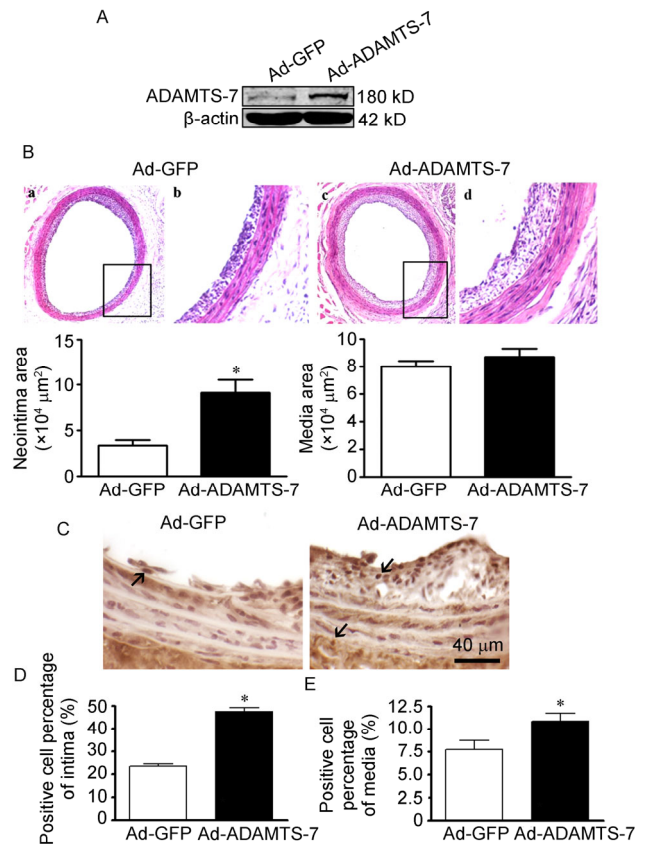 A
Ad-GFP
Ad-ADAMTS-7
ADAMTS-7 180 kD
β-actin 42 kD
B
Ad-GFP Ad-ADAMTS-7
a b c d
Neointima area
(×10⁴ μm²)
15
10
5
0
Ad-GFP Ad-ADAMTS-7
*
Media area
(×10⁴ μm²)
10
8
6
4
2
0
Ad-GFP Ad-ADAMTS-7
C
Ad-GFP Ad-ADAMTS-7
40 μm
D
Positive cell percentage
of intima (%)
50
40
30
20
10
0
*
Ad-GFP Ad-ADAMTS-7
E
Positive cell
percentage
of media (%)
12.5
10.0
7.5
5.0
2.5
0
*
Ad-GFP Ad-ADAMTS-7